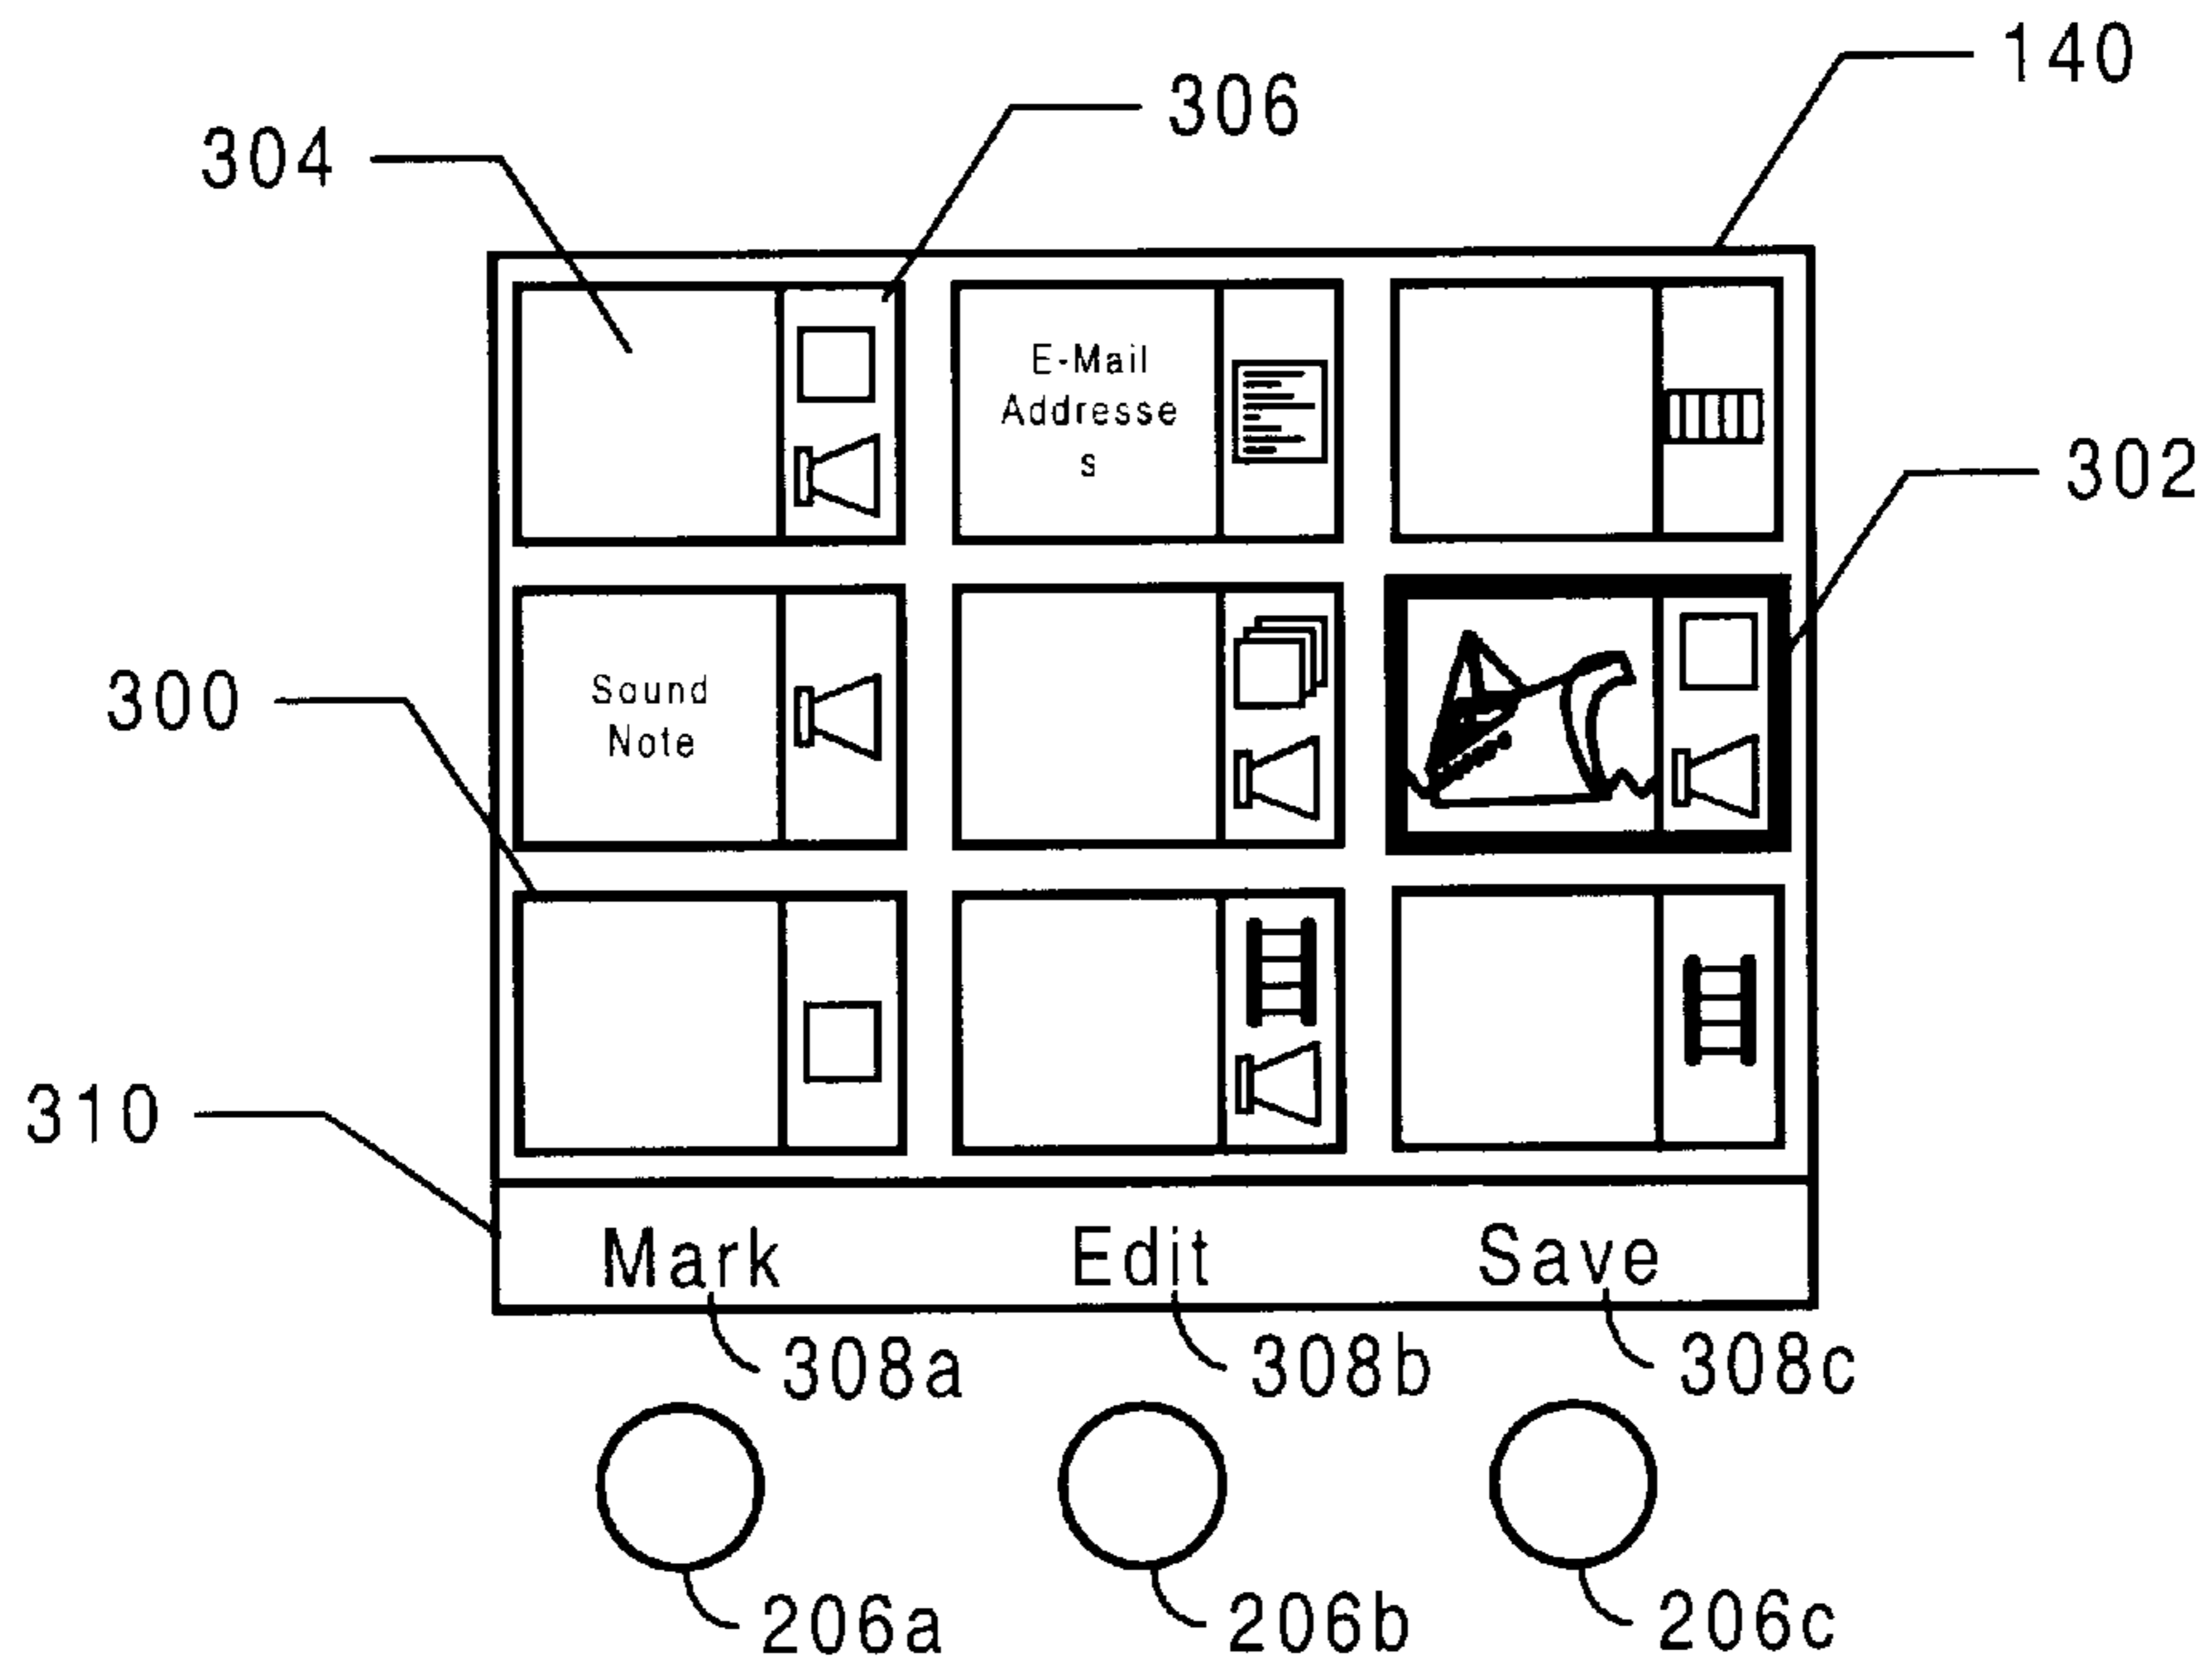 140
306
304
E-Mail
Addresse
s
302
300
Sound
Note
310
Mark Edit Save
308a 308b 308c
206a 206b 206c